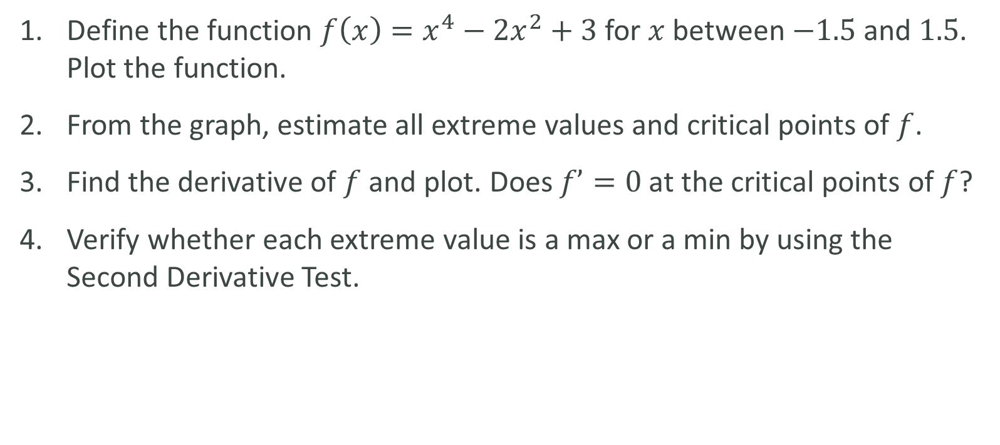 1. Define the function f(x) = x⁴ − 2x² + 3 for x between −1.5 and 1.5.
Plot the function.
2. From the graph, estimate all extreme values and critical points of f.
3. Find the derivative of f and plot. Does f’ = 0 at the critical points of f?
4. Verify whether each extreme value is a max or a min by using the
Second Derivative Test.